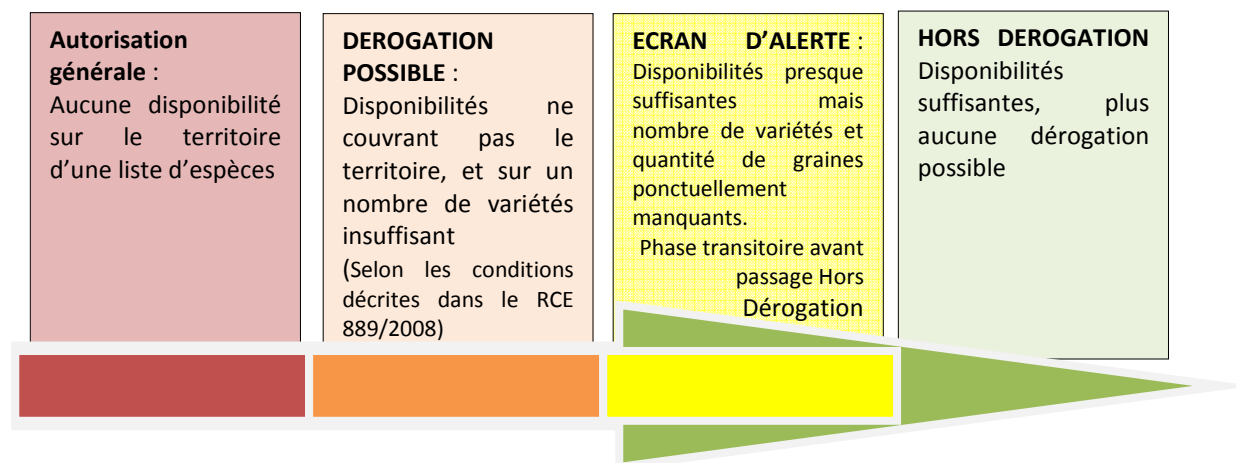 Autorisation
générale :
Aucune disponibilité
sur le territoire
d'une liste d'espèces
DEROGATION
POSSIBLE :
Disponibilités ne
couvrant pas le
territoire, et sur un
nombre de variétés
insuffisant
(Selon les conditions
décrites dans le RCE
889/2008)
ECRAN D'ALERTE :
Disponibilités presque
suffisantes mais
nombre de variétés et
quantité de graines
ponctuellement
manquants.
Phase transitoire avant
passage Hors
Dérogation
HORS DEROGATION
Disponibilités
suffisantes, plus
aucune dérogation
possible